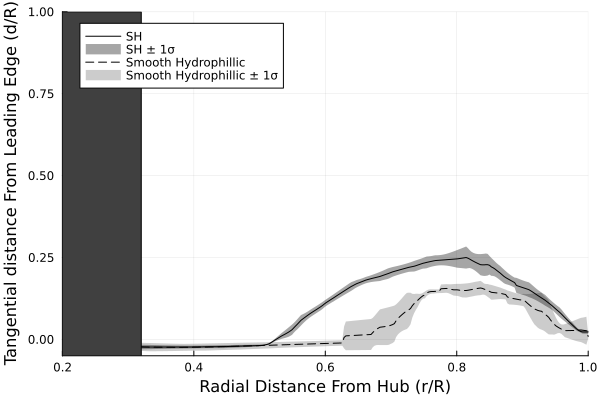 Tangential distance From Leading Edge (d/R)
1.00
0.75
0.50
0.25
0.00
SH
SH ± 1σ
Smooth Hydrophillic
Smooth Hydrophillic ± 1σ
0.2 0.4 0.6 0.8 1.0
Radial Distance From Hub (r/R)